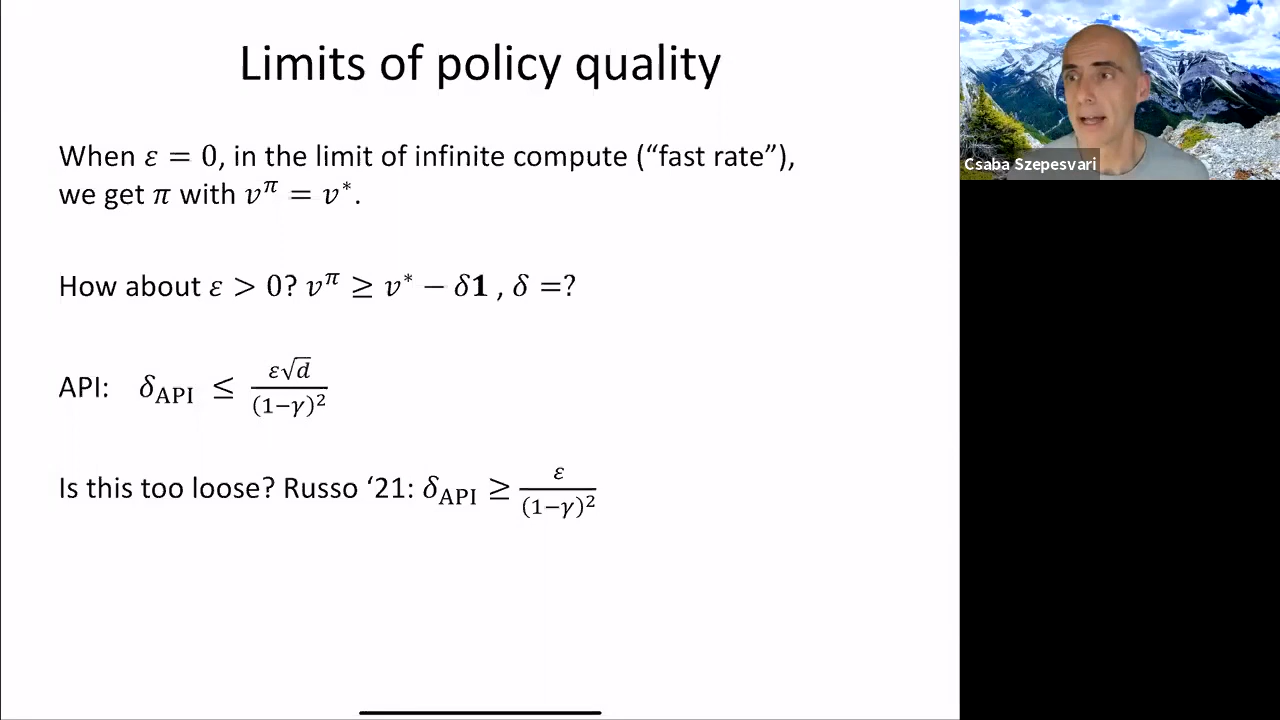 Limits of policy quality
When ε = 0, in the limit of infinite compute (“fast rate”),
we get π with v^π = v^*.
How about ε > 0? v^π ≥ v^* − δ𝟏 , δ =?
API: δ_API ≤ ε√d / (1−γ)²
Is this too loose? Russo ‘21: δ_API ≥ ε / (1−γ)²
Csaba Szepesvari